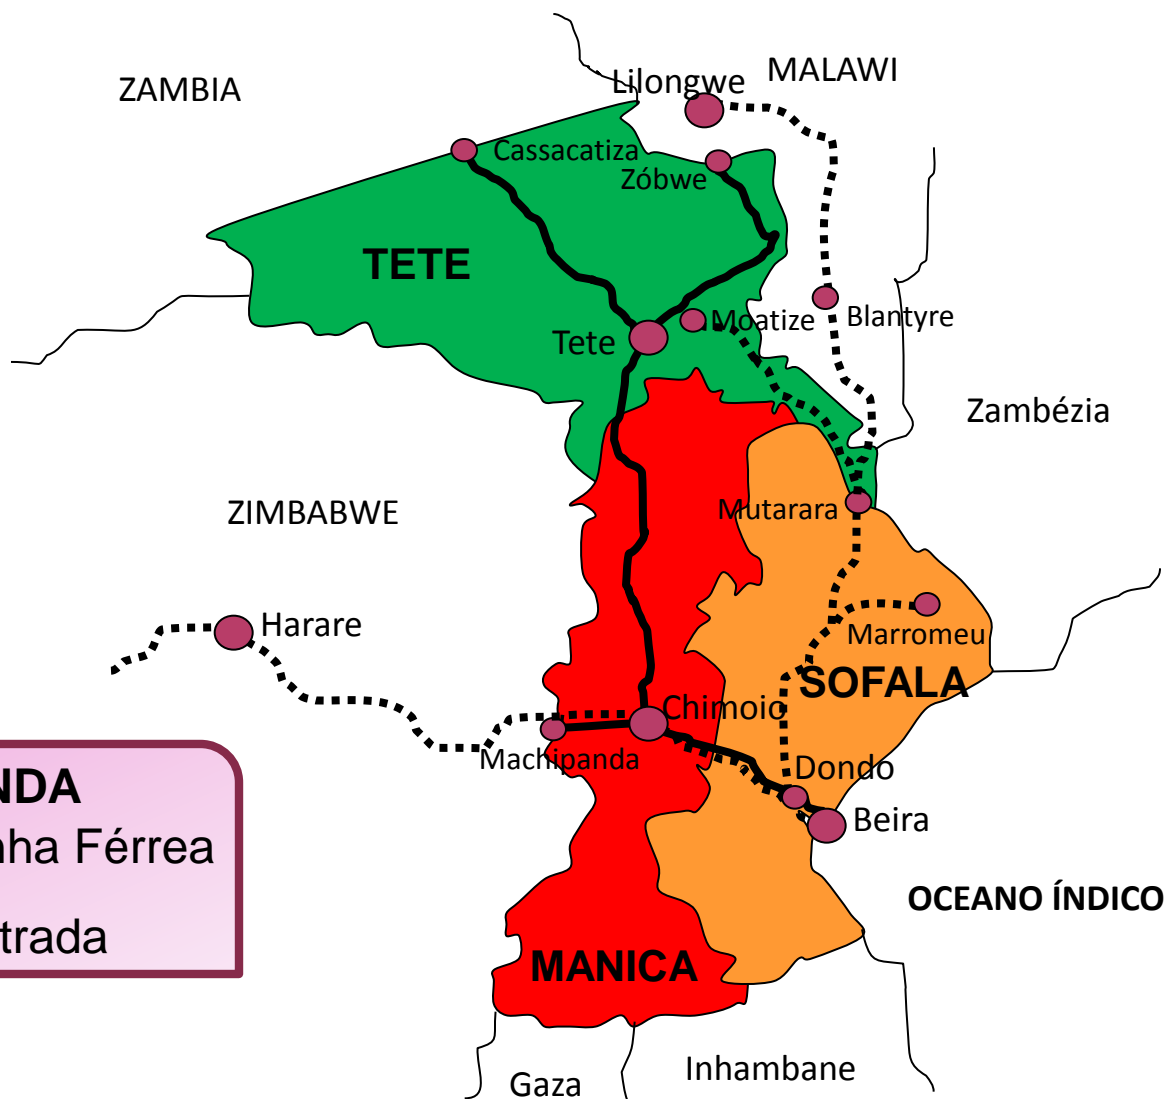 ZAMBIA
MALAWI
Lilongwe
Cassacatiza
Zóbwe
TETE
Moatize
Blantyre
Tete
Zambézia
Mutarara
ZIMBABWE
Harare
Marromeu
SOFALA
Chimoio
Machipanda
Dondo
Beira
NDA
nha Férrea
trada
OCEANO ÍNDICO
MANICA
Inhambane
Gaza